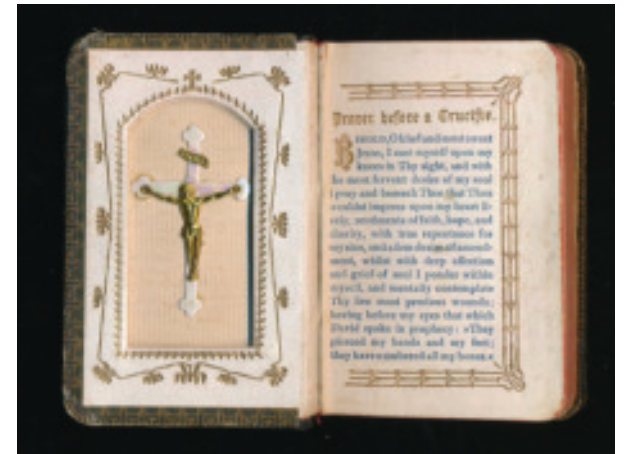 Prayer before a Crucifix.
BEHOLD, O kind and most sweet
Jesus, I cast myself upon my
knees in Thy sight, and with
the most fervent desire of my soul
I pray and beseech Thee that Thou
wouldst impress upon my heart li-
vely sentiments of faith, hope, and
charity, with true repentance for
my sins, and a firm desire of amend-
ment, whilst with deep affection
and grief of soul I ponder within
myself, and mentally contemplate
Thy five most precious wounds;
having before my eyes that which
David spake in prophecy: «They
pierced my hands and my feet;
they have numbered all my bones.»